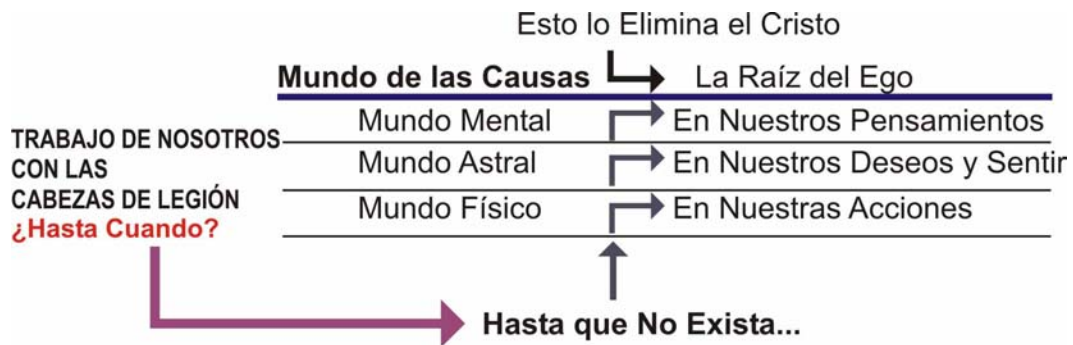 Esto lo Elimina el Cristo
Mundo de las Causas La Raíz del Ego
Mundo Mental En Nuestros Pensamientos
Mundo Astral En Nuestros Deseos y Sentir
Mundo Físico En Nuestras Acciones
TRABAJO DE NOSOTROS
CON LAS
CABEZAS DE LEGIÓN
¿Hasta Cuando?
Hasta que No Exista...